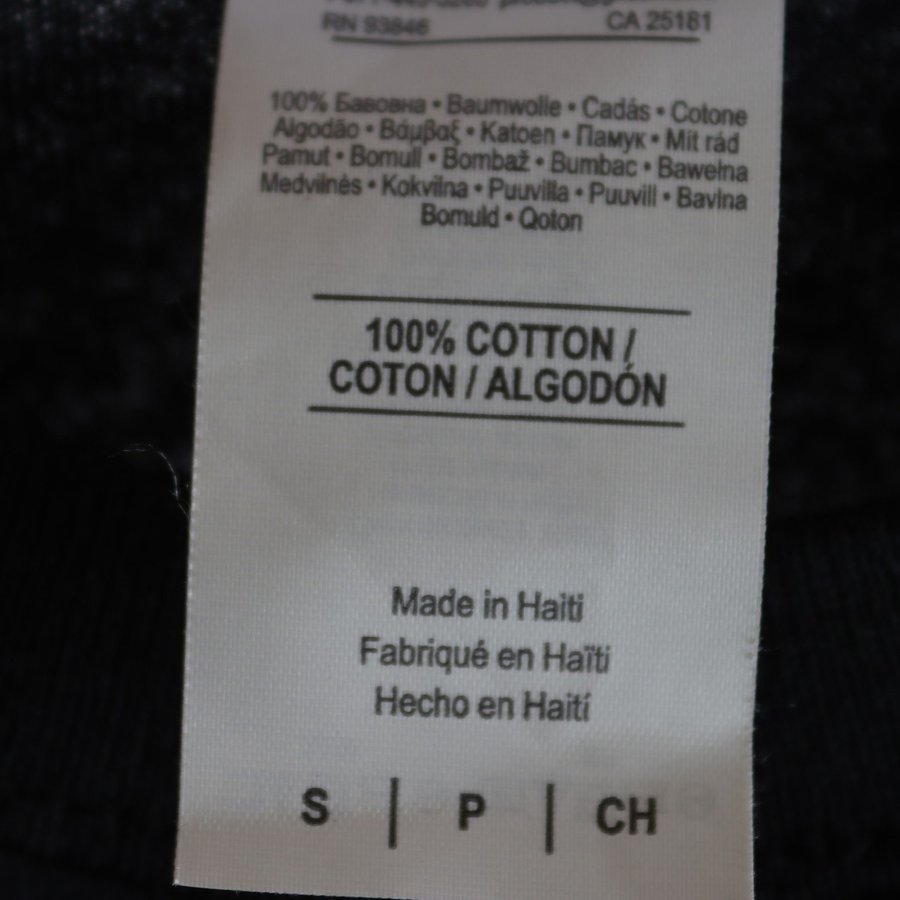 RN 93846 CA 25181
100% Бавовна • Baumwolle • Cadás • Cotone
Algodão • Βάμβαξ • Katoen • Памук • Mit rád
Pamut • Bomull • Bombaž • Bumbac • Bawełna
Medvilnės • Kokvilna • Puuvilla • Puuvill • Bavlna
Bomuld • Qoton
100% COTTON /
COTON / ALGODÓN
Made in Haiti
Fabriqué en Haïti
Hecho en Haití
S | P | CH